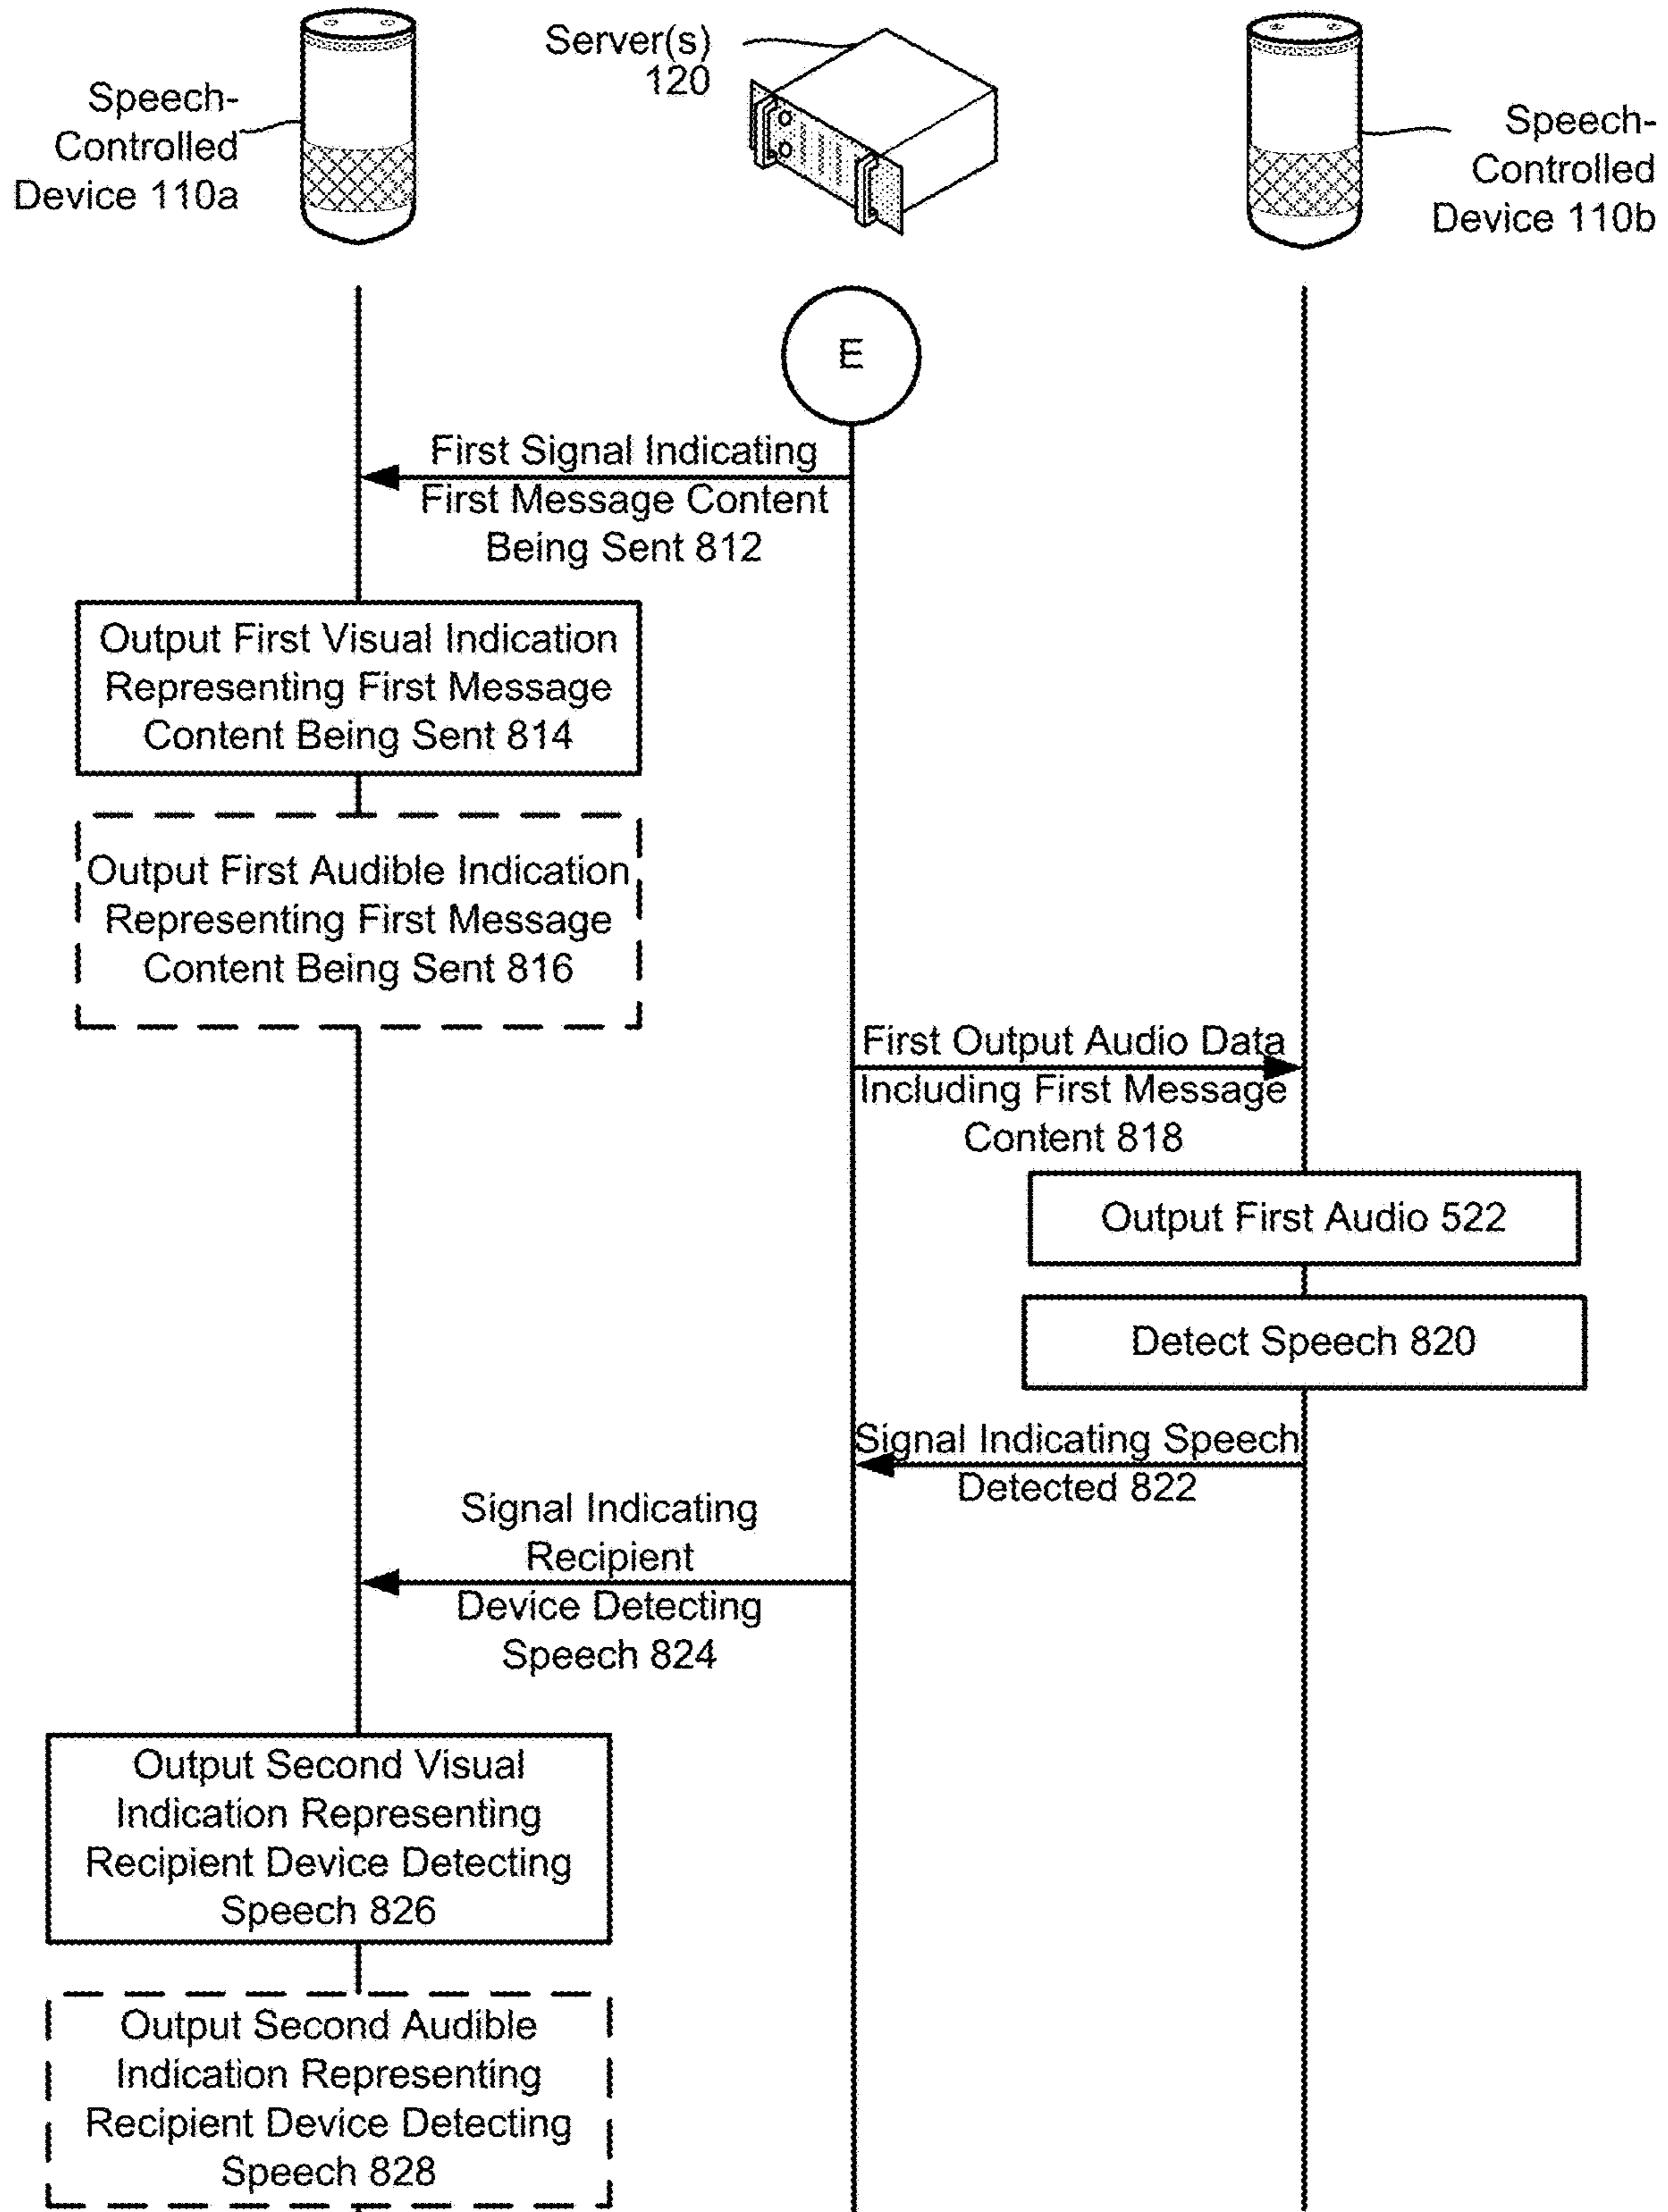 Speech-
Controlled
Device 110a
Server(s)
120
Speech-
Controlled
Device 110b
E
First Signal Indicating
First Message Content
Being Sent 812
Output First Visual Indication
Representing First Message
Content Being Sent 814
Output First Audible Indication
Representing First Message
Content Being Sent 816
First Output Audio Data
Including First Message
Content 818
Output First Audio 522
Detect Speech 820
Signal Indicating Speech
Detected 822
Signal Indicating
Recipient
Device Detecting
Speech 824
Output Second Visual
Indication Representing
Recipient Device Detecting
Speech 826
Output Second Audible
Indication Representing
Recipient Device Detecting
Speech 828